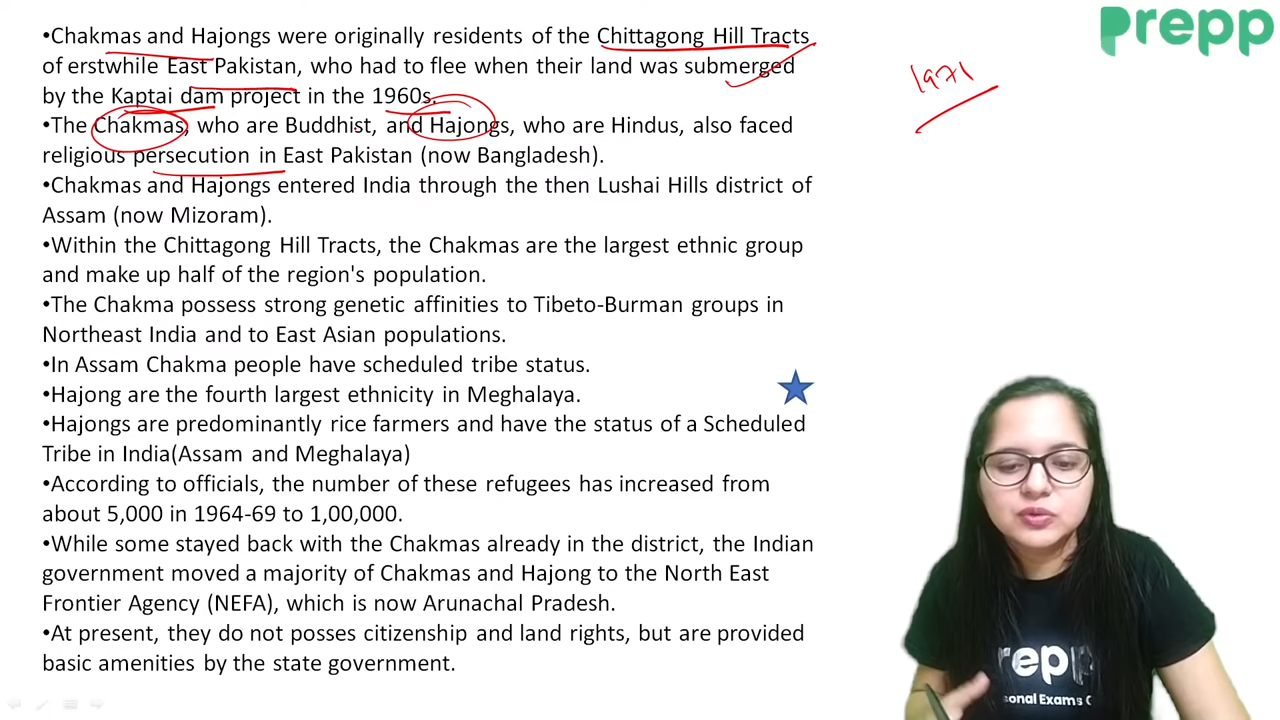 prepp
•Chakmas and Hajongs were originally residents of the Chittagong Hill Tracts
of erstwhile East Pakistan, who had to flee when their land was submerged
by the Kaptai dam project in the 1960s.
•The Chakmas, who are Buddhist, and Hajongs, who are Hindus, also faced
religious persecution in East Pakistan (now Bangladesh).
•Chakmas and Hajongs entered India through the then Lushai Hills district of
Assam (now Mizoram).
•Within the Chittagong Hill Tracts, the Chakmas are the largest ethnic group
and make up half of the region's population.
•The Chakma possess strong genetic affinities to Tibeto-Burman groups in
Northeast India and to East Asian populations.
•In Assam Chakma people have scheduled tribe status.
•Hajong are the fourth largest ethnicity in Meghalaya.
•Hajongs are predominantly rice farmers and have the status of a Scheduled
Tribe in India(Assam and Meghalaya)
•According to officials, the number of these refugees has increased from
about 5,000 in 1964-69 to 1,00,000.
•While some stayed back with the Chakmas already in the district, the Indian
government moved a majority of Chakmas and Hajong to the North East
Frontier Agency (NEFA), which is now Arunachal Pradesh.
•At present, they do not posses citizenship and land rights, but are provided
basic amenities by the state government.
1971
repp
sonal Exams